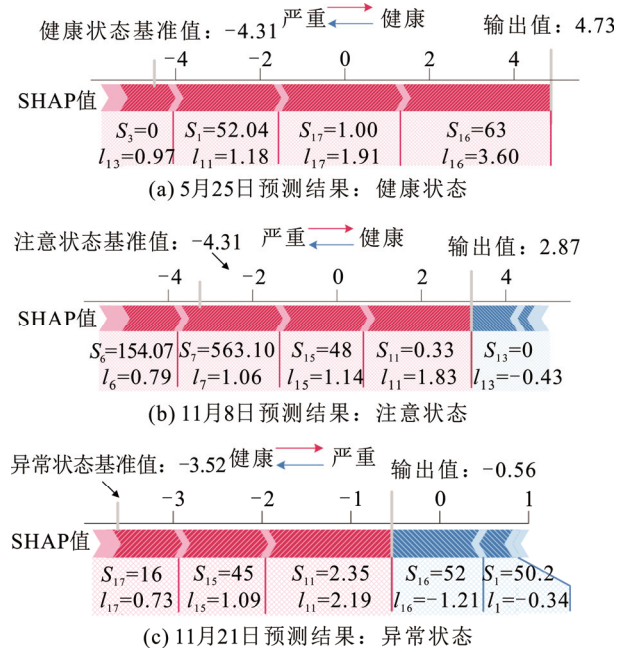 健康状态基准值：−4.31 严重 健康 输出值：4.73
−4 −2 0 2 4
SHAP值
S₃=0 S₁=52.04 S₁₇=1.00 S₁₆=63
l₁₃=0.97 l₁₁=1.18 l₁₇=1.91 l₁₆=3.60
(a) 5月25日预测结果：健康状态
注意状态基准值：−4.31 严重 健康 输出值：2.87
−4 −2 0 2 4
SHAP值
S₆=154.07 S₇=563.10 S₁₅=48 S₁₁=0.33 S₁₃=0
l₆=0.79 l₇=1.06 l₁₅=1.14 l₁₁=1.83 l₁₃=−0.43
(b) 11月8日预测结果：注意状态
异常状态基准值：−3.52 健康 严重 输出值：−0.56
−3 −2 −1 0 1
SHAP值
S₁₇=16 S₁₅=45 S₁₁=2.35 S₁₆=52 S₁=50.2
l₁₇=0.73 l₁₅=1.09 l₁₁=2.19 l₁₆=−1.21 l₁=−0.34
(c) 11月21日预测结果：异常状态